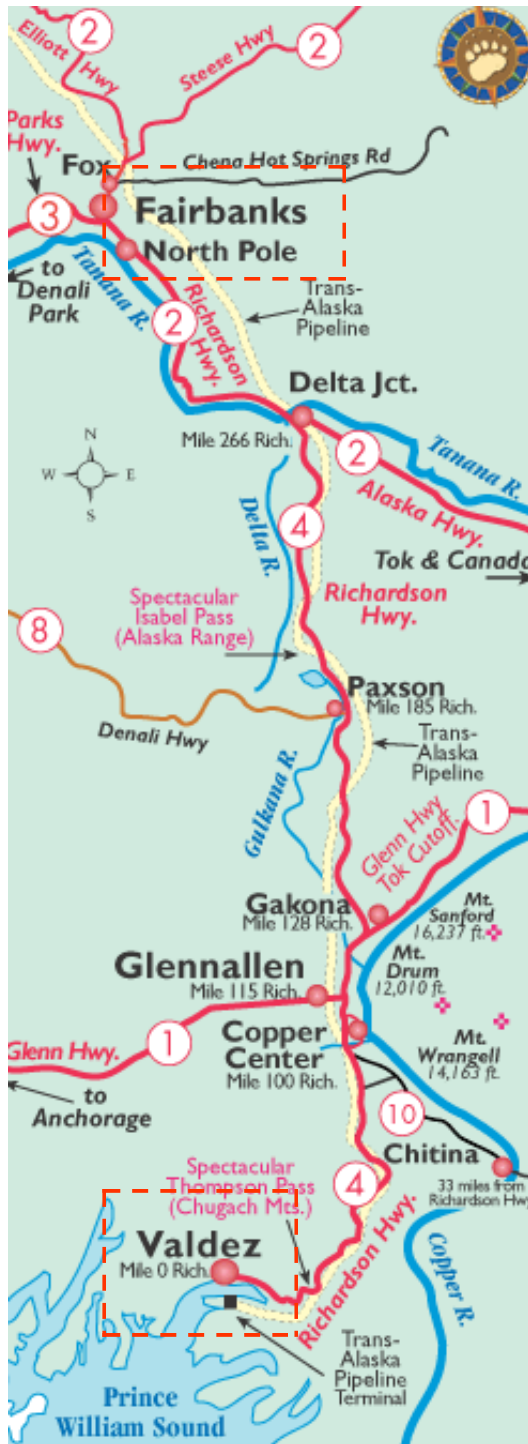 2
2
Elliott Hwy
Steese Hwy
Parks
Hwy.
Fox
Chena Hot Springs Rd
3
Fairbanks
North Pole
to
Denali
Park
Tanana R.
2
Richardson
Hwy.
Trans-
Alaska
Pipeline
Delta Jct.
Mile 266 Rich.
2
Tanana R.
Alaska Hwy.
N
W
E
S
Delta R.
4
Tok & Canada
Richardson
Hwy.
Spectacular
Isabel Pass
(Alaska Range)
8
Paxson
Mile 185 Rich.
Denali Hwy
Trans-
Alaska
Pipeline
Gulkana R.
1
Glenn Hwy
Tok Cutoff.
Gakona
Mile 128 Rich.
Mt.
Sanford
16,237 ft.
Mt.
Drum
12,010 ft.
Glennallen
Mile 115 Rich.
Mt.
Wrangell
14,163 ft.
Copper
Center
Mile 100 Rich.
1
Glenn Hwy.
to
Anchorage
10
Chitina
33 miles from
Richardson Hwy
Spectacular
Thompson Pass
(Chugach Mts.)
4
Richardson Hwy.
Valdez
Mile 0 Rich.
Copper R.
Trans-
Alaska
Pipeline
Terminal
Prince
William Sound